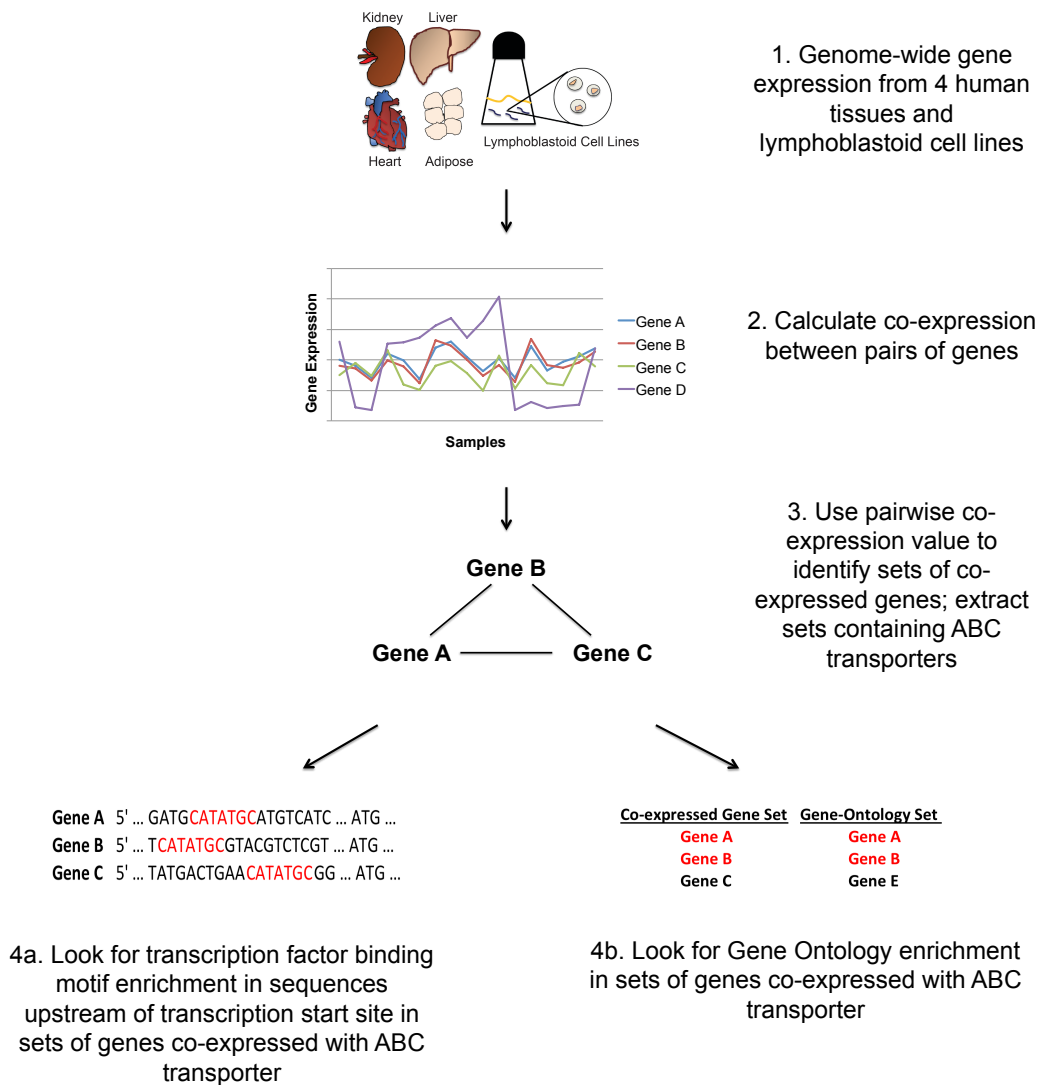 Kidney Liver
Heart Adipose Lymphoblastoid Cell Lines
1. Genome-wide gene
expression from 4 human
tissues and
lymphoblastoid cell lines
Gene Expression
Samples
Gene A
Gene B
Gene C
Gene D
2. Calculate co-expression
between pairs of genes
Gene B
Gene A Gene C
3. Use pairwise co-
expression value to
identify sets of co-
expressed genes; extract
sets containing ABC
transporters
Gene A 5' ... GATGCATATGCATGTCATC ... ATG ...
Gene B 5' ... TCATATGCGTACGTCTCGT ... ATG ...
Gene C 5' ... TATGACTGAACATATGCGG ... ATG ...
4a. Look for transcription factor binding
motif enrichment in sequences
upstream of transcription start site in
sets of genes co-expressed with ABC
transporter
Co-expressed Gene Set Gene-Ontology Set
Gene A Gene A
Gene B Gene B
Gene C Gene E
4b. Look for Gene Ontology enrichment
in sets of genes co-expressed with ABC
transporter